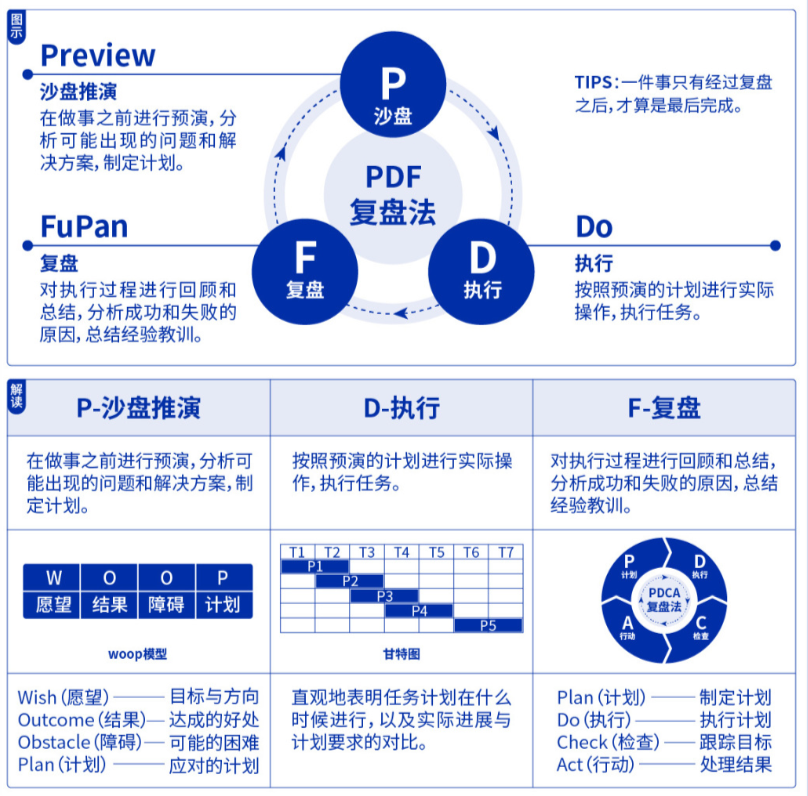 图示
Preview
沙盘推演
在做事之前进行预演,分
析可能出现的问题和解
决方案,制定计划。
P
沙盘
TIPS:一件事只有经过复盘
之后,才算是最后完成。
PDF
复盘法
FuPan
复盘
对执行过程进行回顾和
总结,分析成功和失败的
原因,总结经验教训。
F
复盘
D
执行
Do
执行
按照预演的计划进行实际
操作,执行任务。
解读
P-沙盘推演
D-执行
F-复盘
在做事之前进行预演,分析可
能出现的问题和解决方案,制
定计划。
按照预演的计划进行实际操
作,执行任务。
对执行过程进行回顾和总结,
分析成功和失败的原因,总结
经验教训。
W O O P
愿望 结果 障碍 计划
woop模型
T1 T2 T3 T4 T5 T6 T7
P1
P2
P3
P4
P5
甘特图
P
计划
D
执行
PDCA
复盘法
A
行动
C
检查
Wish(愿望) 目标与方向
Outcome(结果) 达成的好处
Obstacle(障碍) 可能的困难
Plan(计划) 应对的计划
直观地表明任务计划在什么
时候进行,以及实际进展与
计划要求的对比。
Plan(计划) 制定计划
Do(执行) 执行计划
Check(检查) 跟踪目标
Act(行动) 处理结果